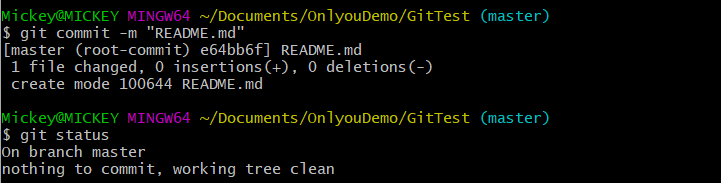 Mickey@MICKEY MINGW64 ~/Documents/OnlyouDemo/GitTest (master)
$ git commit -m "README.md"
[master (root-commit) e64bb6f] README.md
 1 file changed, 0 insertions(+), 0 deletions(-)
 create mode 100644 README.md

Mickey@MICKEY MINGW64 ~/Documents/OnlyouDemo/GitTest (master)
$ git status
On branch master
nothing to commit, working tree clean